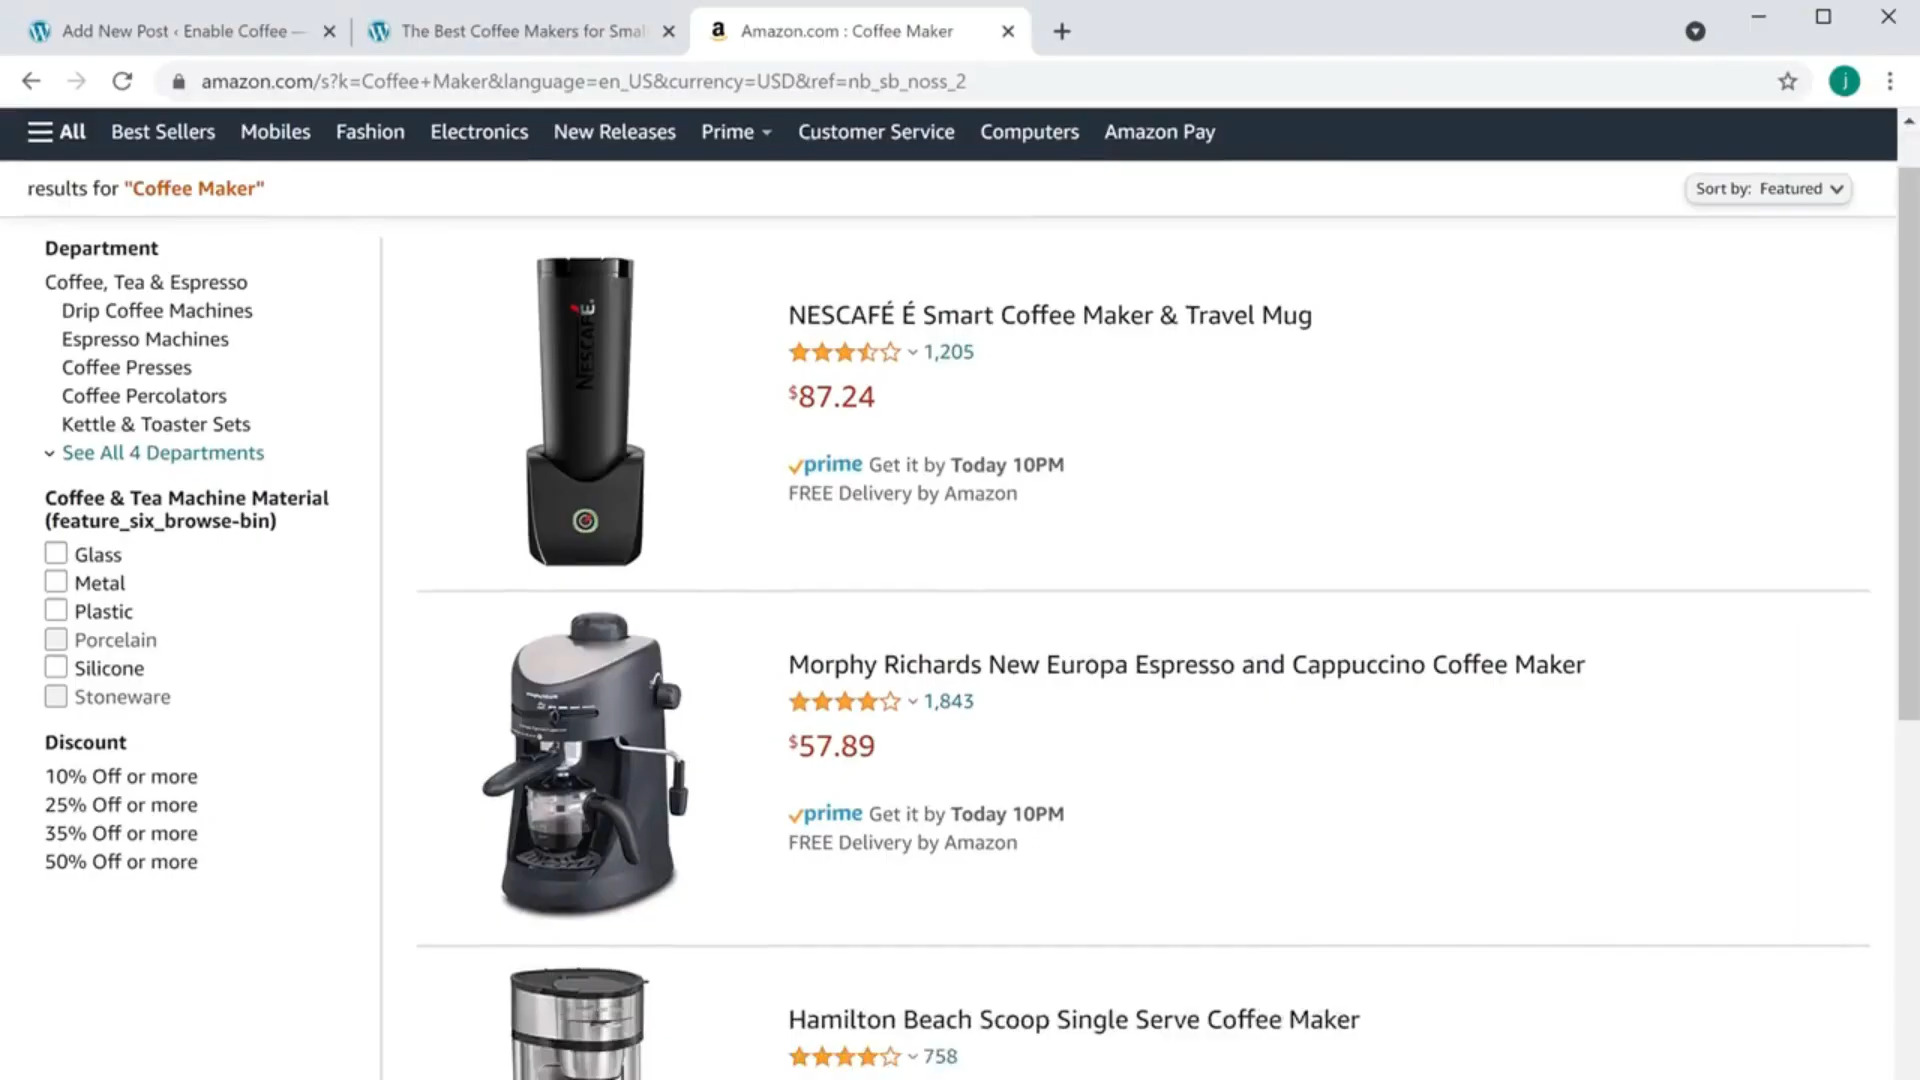 Add New Post ‹ Enable Coffee —
The Best Coffee Makers for Smal
Amazon.com : Coffee Maker
amazon.com/s?k=Coffee+Maker&language=en_US&currency=USD&ref=nb_sb_noss_2
j
All Best Sellers Mobiles Fashion Electronics New Releases Prime Customer Service Computers Amazon Pay
results for "Coffee Maker"
Sort by: Featured
Department
Coffee, Tea & Espresso
Drip Coffee Machines
Espresso Machines
Coffee Presses
Coffee Percolators
Kettle & Toaster Sets
See All 4 Departments
Coffee & Tea Machine Material
(feature_six_browse-bin)
Glass
Metal
Plastic
Porcelain
Silicone
Stoneware
Discount
10% Off or more
25% Off or more
35% Off or more
50% Off or more
NESCAFÉ
NESCAFÉ É Smart Coffee Maker & Travel Mug
1,205
$87.24
prime Get it by Today 10PM
FREE Delivery by Amazon
Morphy Richards New Europa Espresso and Cappuccino Coffee Maker
1,843
$57.89
prime Get it by Today 10PM
FREE Delivery by Amazon
Hamilton Beach Scoop Single Serve Coffee Maker
758